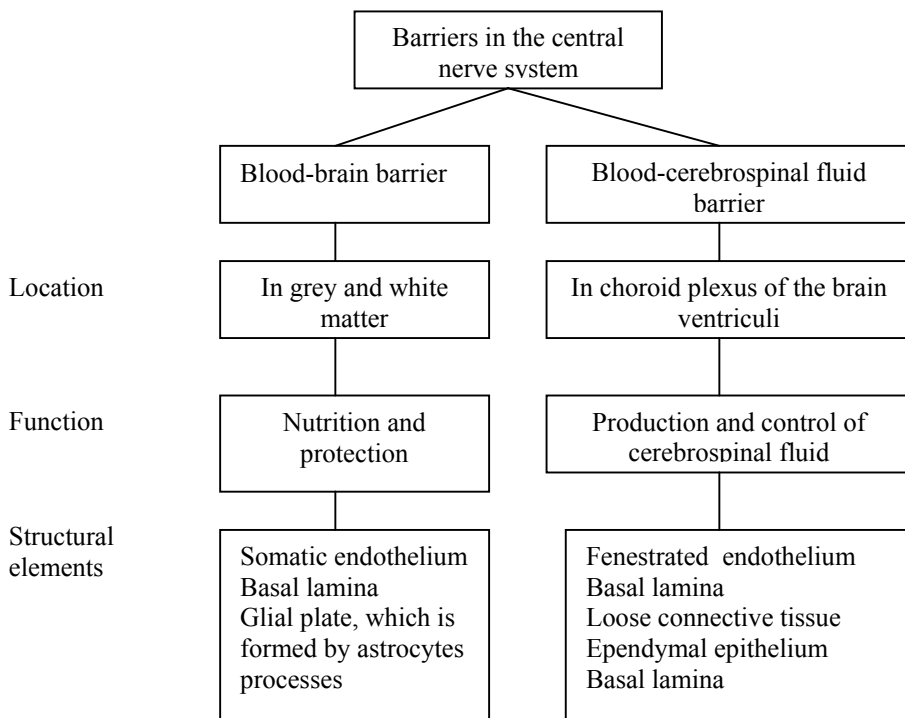 Barriers in the central
nerve system
Blood-brain barrier
Blood-cerebrospinal fluid
barrier
Location
In grey and white
matter
In choroid plexus of the brain
ventriculi
Function
Nutrition and
protection
Production and control of
cerebrospinal fluid
Structural
elements
Somatic endothelium
Basal lamina
Glial plate, which is
formed by astrocytes
processes
Fenestrated endothelium
Basal lamina
Loose connective tissue
Ependymal epithelium
Basal lamina